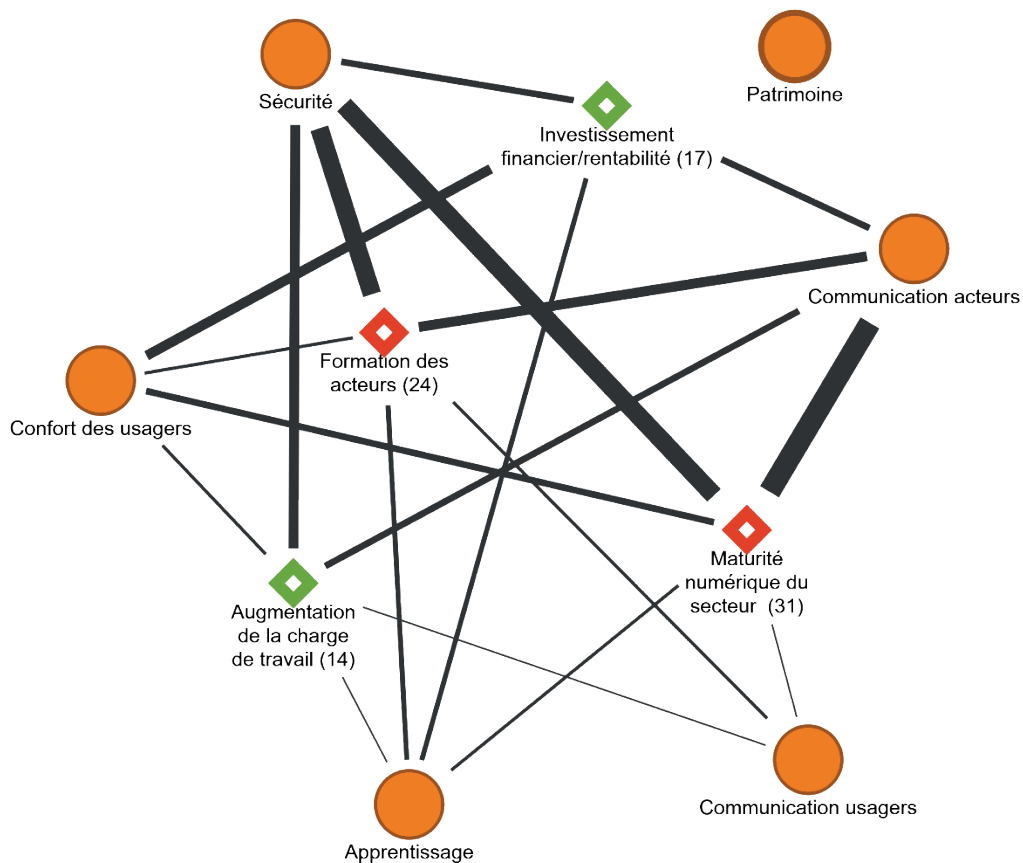 Sécurité
Patrimoine
Investissement
financier/rentabilité (17)
Communication acteurs
Formation des
acteurs (24)
Confort des usagers
Maturité
numérique du
secteur  (31)
Augmentation
de la charge
de travail (14)
Communication usagers
Apprentissage